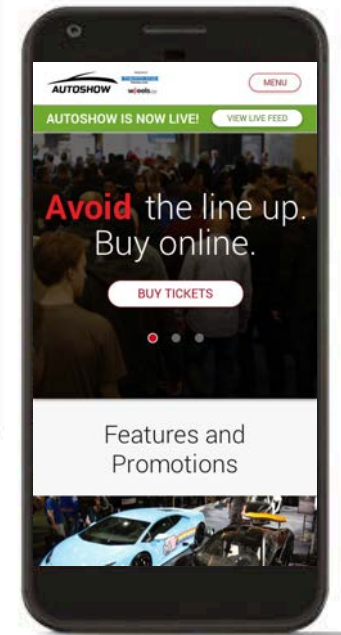 AUTOSHOW
MENU
AUTOSHOW IS NOW LIVE!
VIEW LIVE FEED
Avoid the line up.
Buy online.
BUY TICKETS
Features and
Promotions